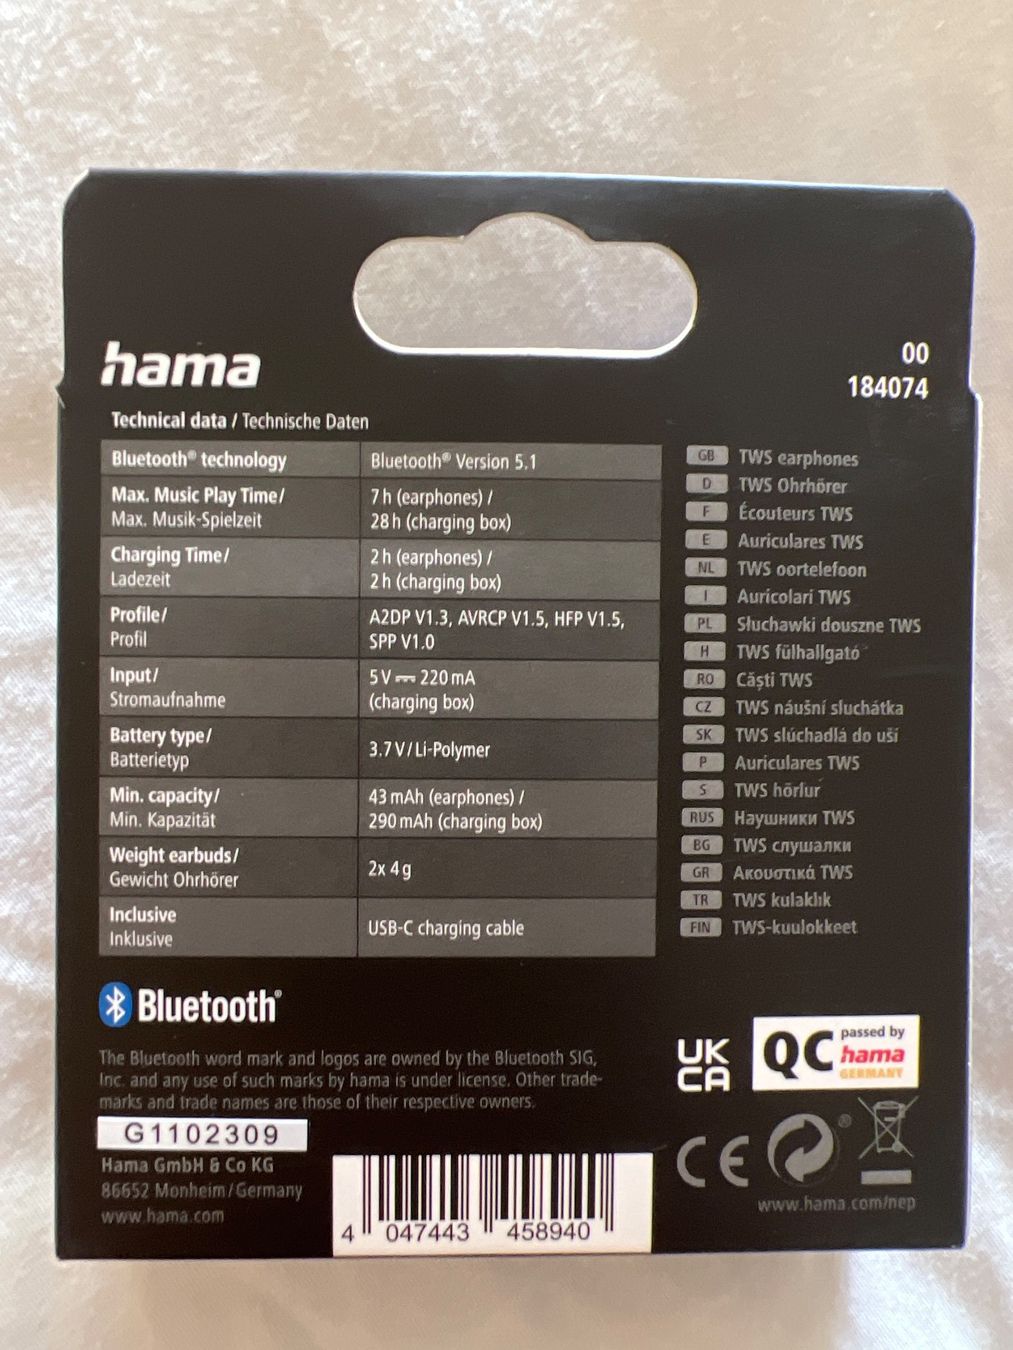 hama
00
184074
Technical data / Technische Daten
Bluetooth® technology
Bluetooth® Version 5.1
Max. Music Play Time/
Max. Musik-Spielzeit
7 h (earphones) /
28 h (charging box)
Charging Time/
Ladezeit
2 h (earphones) /
2 h (charging box)
Profile/
Profil
A2DP V1.3, AVRCP V1.5, HFP V1.5,
SPP V1.0
Input/
Stromaufnahme
5 V ⎓ 220 mA
(charging box)
Battery type/
Batterietyp
3.7 V / Li-Polymer
Min. capacity/
Min. Kapazität
43 mAh (earphones) /
290 mAh (charging box)
Weight earbuds/
Gewicht Ohrhörer
2x 4 g
Inclusive
Inklusive
USB-C charging cable
GB TWS earphones
D TWS Ohrhörer
F Écouteurs TWS
E Auriculares TWS
NL TWS oortelefoon
I Auricolari TWS
PL Słuchawki douszne TWS
H TWS fülhallgató
RO Căști TWS
CZ TWS náušní sluchátka
SK TWS slúchadlá do uší
P Auriculares TWS
S TWS hörlur
RUS Наушники TWS
BG TWS слушалки
GR Ακουστικά TWS
TR TWS kulaklık
FIN TWS-kuulokkeet
Bluetooth®
The Bluetooth word mark and logos are owned by the Bluetooth SIG,
Inc. and any use of such marks by hama is under license. Other trade-
marks and trade names are those of their respective owners.
G1102309
Hama GmbH & Co KG
86652 Monheim/Germany
www.hama.com
4 047443 458940
UK
CA
QC passed by
hama
GERMANY
CE
®
www.hama.com/nep